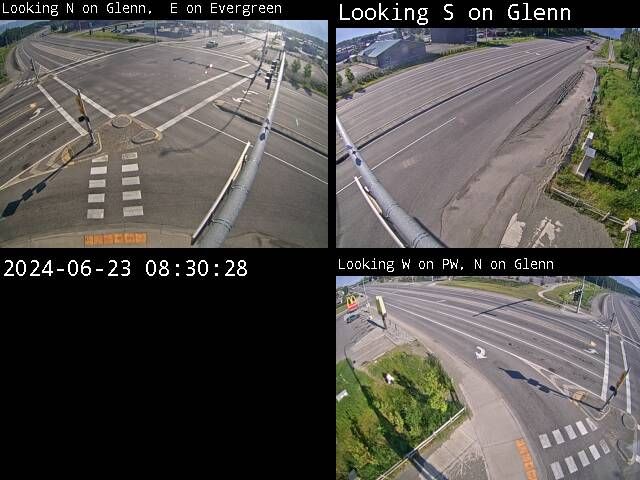 Looking N on Glenn,  E on Evergreen
Looking S on Glenn
2024-06-23 08:30:28
Looking W on PW, N on Glenn